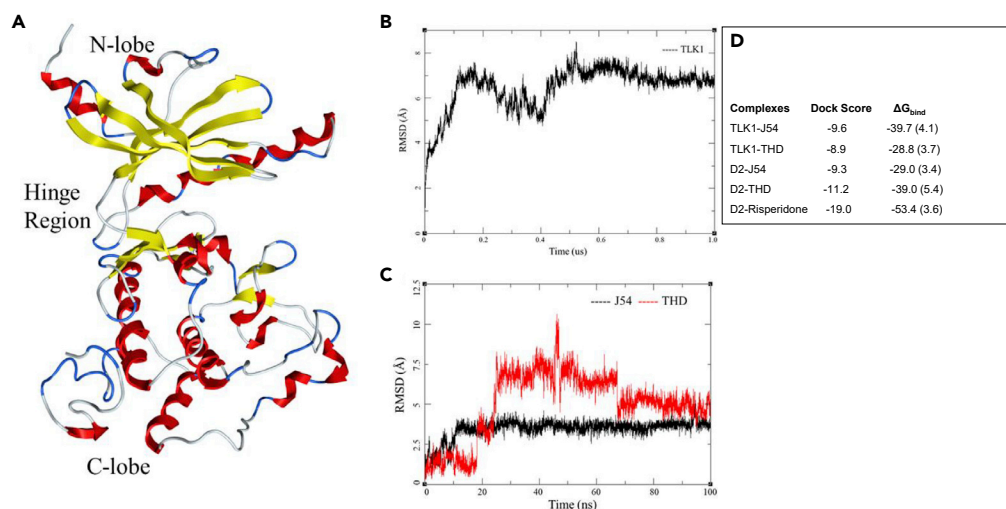 A
N-lobe
Hinge
Region
C-lobe
B
TLK1
RMSD (Å)
8
6
4
2
0
0 0.2 0.4 0.6 0.8 1.0
Time (us)
C
J54 THD
RMSD (Å)
12.5
10
7.5
5
2.5
0
0 20 40 60 80 100
Time (ns)
D
Complexes Dock Score ΔG_bind
TLK1-J54 -9.6 -39.7 (4.1)
TLK1-THD -8.9 -28.8 (3.7)
D2-J54 -9.3 -29.0 (3.4)
D2-THD -11.2 -39.0 (5.4)
D2-Risperidone -19.0 -53.4 (3.6)